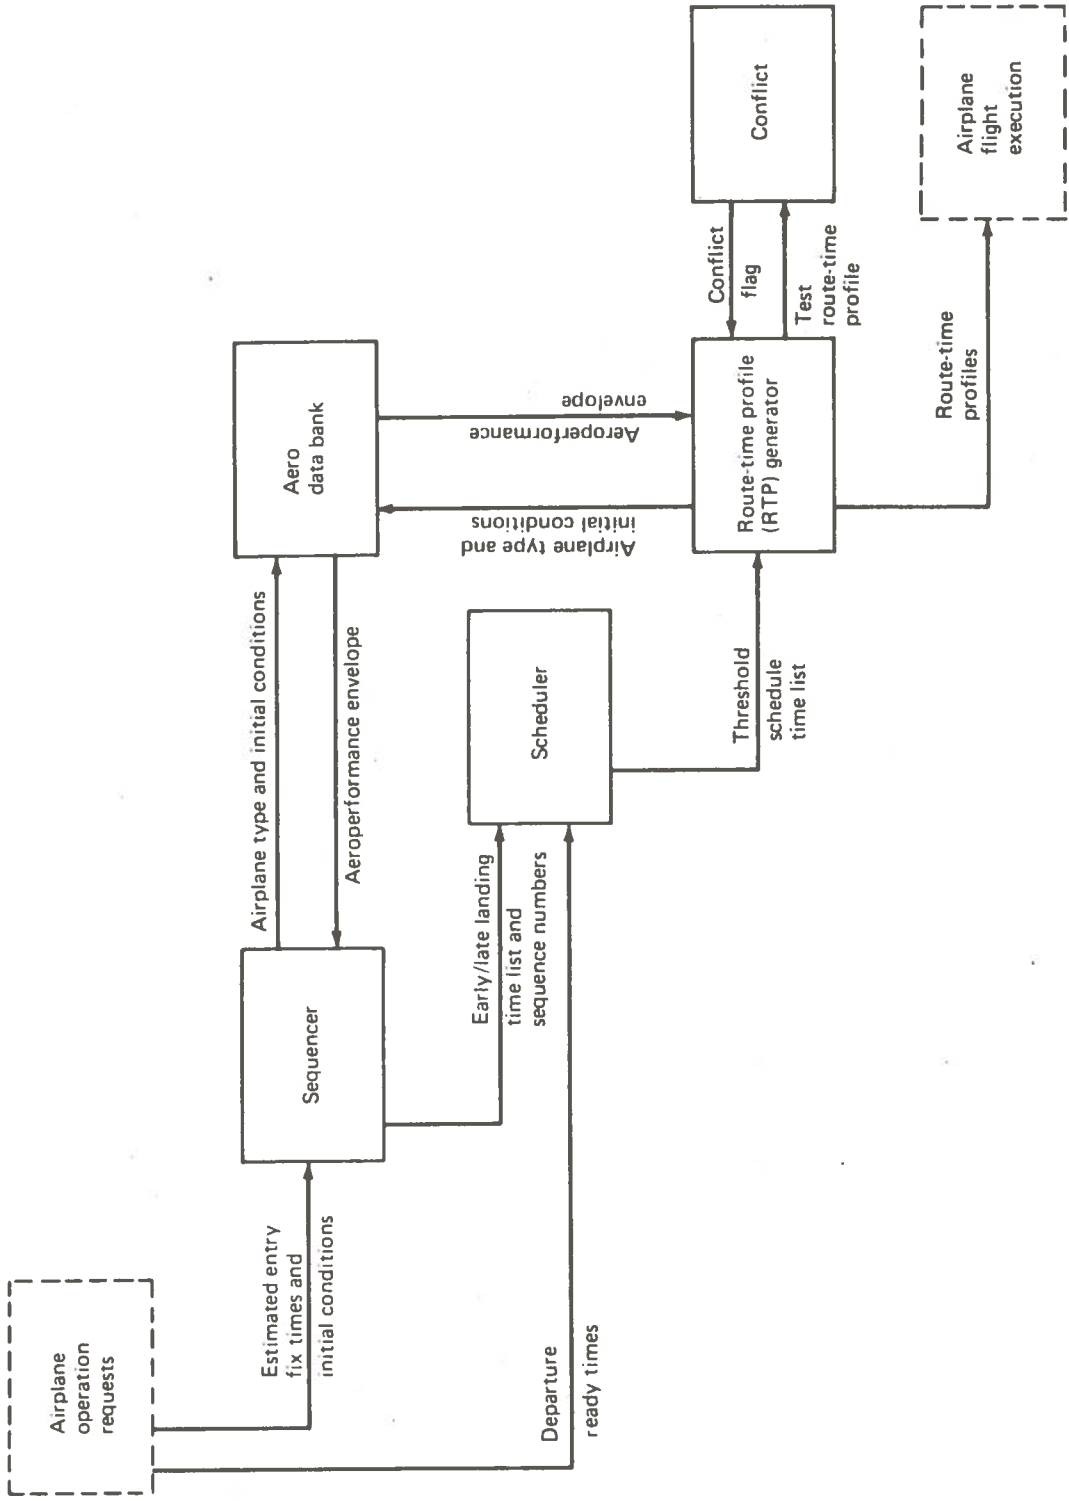 Airplane
operation
requests
Estimated entry
fix times and
initial conditions
Departure
ready times
Sequencer
Airplane type and initial conditions
Aeroperformance envelope
Early/late landing
time list and
sequence numbers
Aero
data bank
Scheduler
Threshold
schedule
time list
Airplane type and
initial conditions
Aeroperformance
envelope
Route-time profile
(RTP) generator
Conflict
flag
Test
route-time
profile
Conflict
Route-time
profiles
Airplane
flight
execution